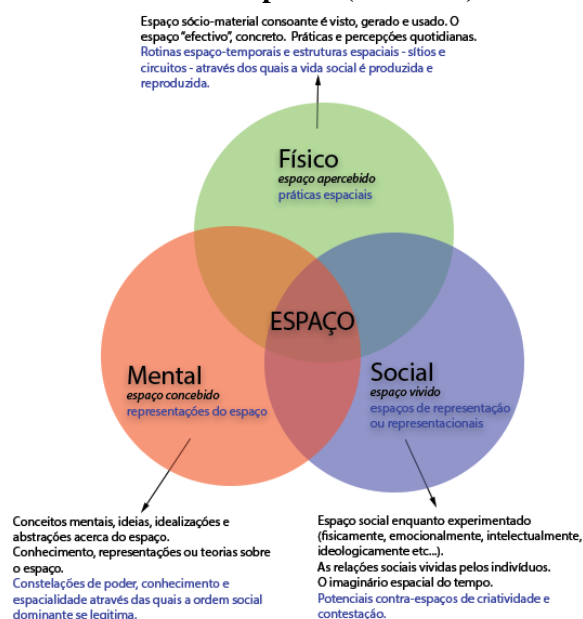 Espaço sócio-material consoante é visto, gerado e usado. O
espaço "efectivo", concreto. Práticas e percepções quotidianas.
Rotinas espaço-temporais e estruturas espaciais - sítios e
circuitos - através dos quais a vida social é produzida e
reproduzida.
Físico
espaço apercebido
práticas espaciais
ESPAÇO
Mental
espaço concebido
representações do espaço
Social
espaço vivido
espaços de representação
ou representacionais
Conceitos mentais, ideias, idealizações e
abstrações acerca do espaço.
Conhecimento, representações ou teorias sobre
o espaço.
Constelações de poder, conhecimento e
espacialidade através das quais a ordem social
dominante se legitima.
Espaço social enquanto experimentado
(fisicamente, emocionalmente, intelectualmente,
ideologicamente etc...).
As relações sociais vividas pelos indivíduos.
O imaginário espacial do tempo.
Potenciais contra-espaços de criatividade e
contestação.